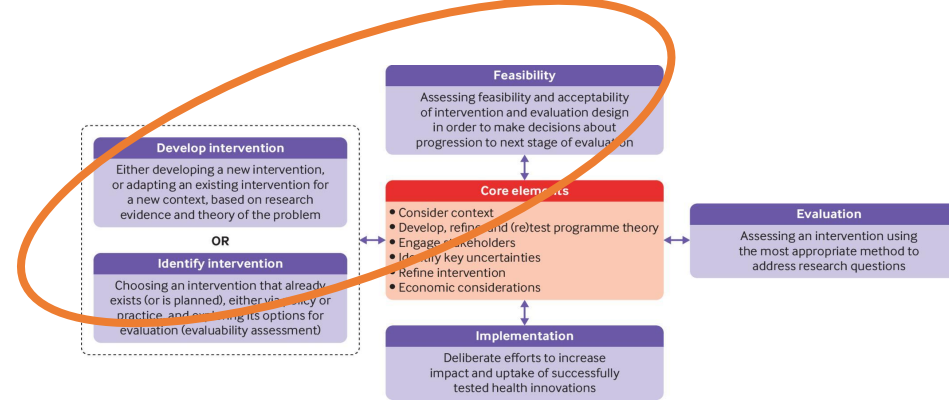 Feasibility
Assessing feasibility and acceptability
of intervention and evaluation design
in order to make decisions about
progression to next stage of evaluation
Develop intervention
Either developing a new intervention,
or adapting an existing intervention for
a new context, based on research
evidence and theory of the problem
OR
Identify intervention
Choosing an intervention that already
exists (or is planned), either via policy or
practice, and exploring its options for
evaluation (evaluability assessment)
Core elements
• Consider context
• Develop, refine, and (re)test programme theory
• Engage stakeholders
• Identify key uncertainties
• Refine intervention
• Economic considerations
Evaluation
Assessing an intervention using
the most appropriate method to
address research questions
Implementation
Deliberate efforts to increase
impact and uptake of successfully
tested health innovations